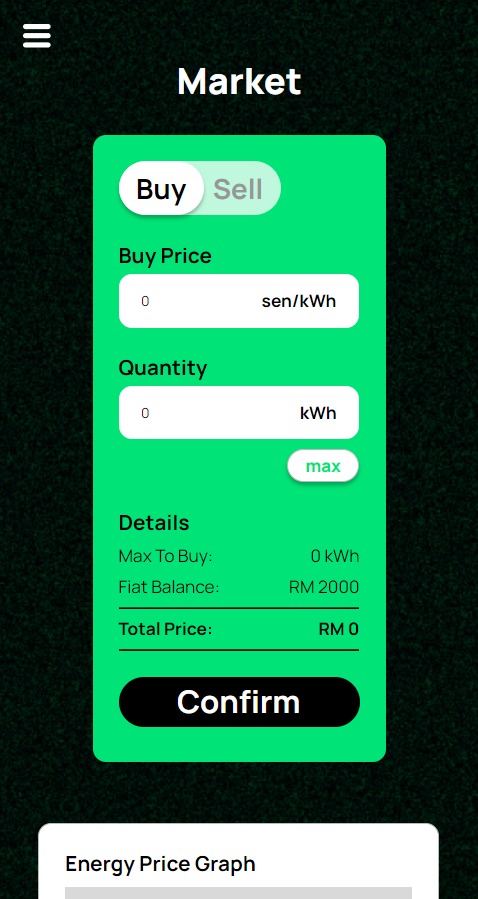 Market
Buy Sell
Buy Price
0 sen/kWh
Quantity
0 kWh
max
Details
Max To Buy: 0 kWh
Fiat Balance: RM 2000
Total Price: RM 0
Confirm
Energy Price Graph